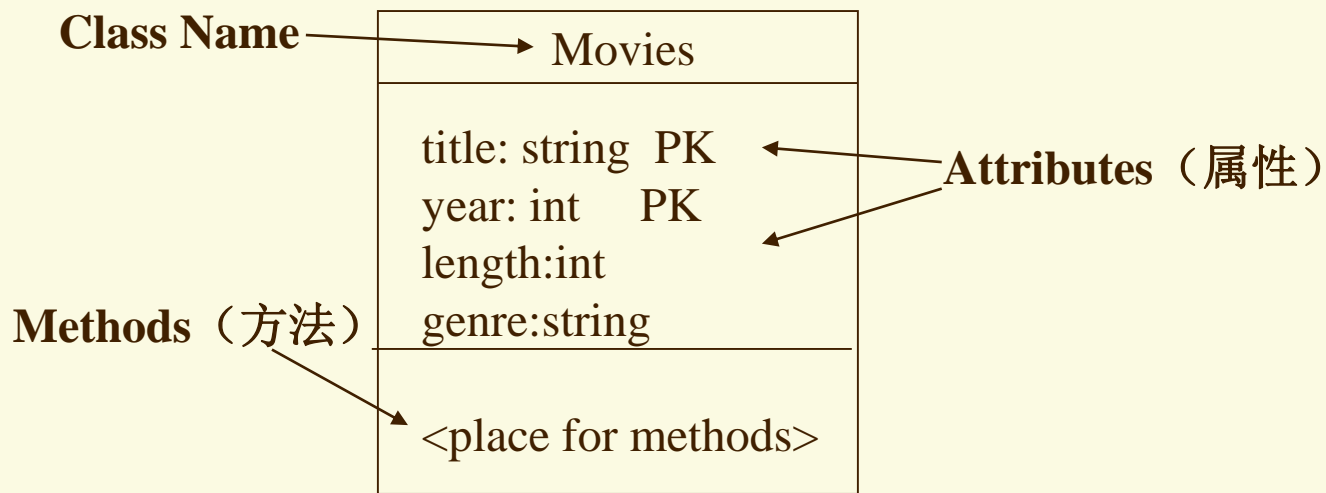 Class Name
Movies
title: string PK
Attributes（属性）
year: int PK
length:int
Methods（方法）
genre:string
<place for methods>